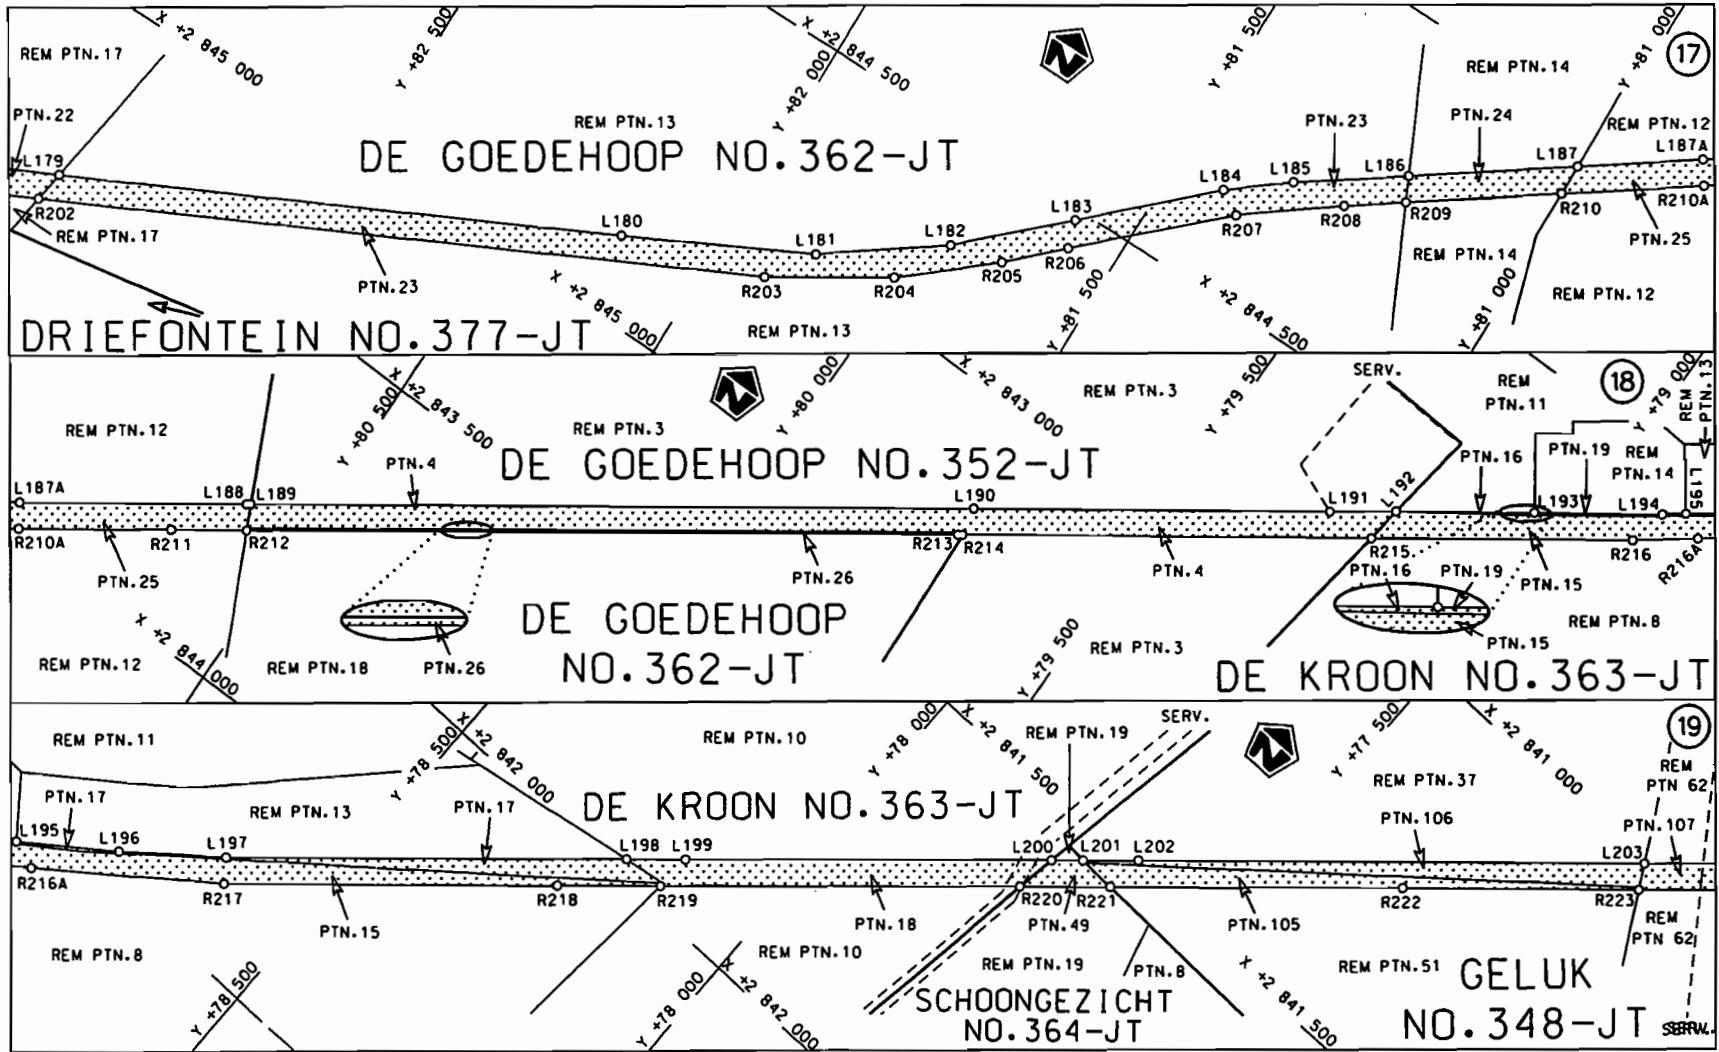 X +2 845 000
Y +82 500
X +2 844 500
Y +82 000
Y +81 500
Y +81 000
17
REM PTN.17
REM PTN.14
PTN.22
REM PTN.13
PTN.23
PTN.24
REM PTN.12
DE GOEDEHOOP NO.362-JT
L179
L180
L181
L182
L183
L184
L185
L186
L187
L187A
R202
R203
R204
R205
R206
R207
R208
R209
R210
R210A
REM PTN.17
PTN.23
REM PTN.14
PTN.25
REM PTN.12
X +2 845 000
REM PTN.13
Y +81 500
X +2 844 500
Y +81 000
DRIEFONTEIN NO.377-JT
X +2 843 500
Y +80 500
Y +80 000
X +2 843 000
REM PTN.3
Y +79 500
SERV.
REM
PTN.11
18
Y +79 000
REM
PTN.13
REM PTN.12
REM PTN.3
PTN.4
DE GOEDEHOOP NO.352-JT
PTN.16
PTN.19
REM
PTN.14
L187A
L188
L189
L190
L191
L192
L193
L194
L195
R210A
R211
R212
R213
R214
R215
R216
R216A
PTN.25
PTN.26
PTN.4
PTN.16
PTN.19
PTN.15
X +2 844 000
DE GOEDEHOOP
NO.362-JT
Y +79 500
REM PTN.3
PTN.15
REM PTN.8
REM PTN.12
REM PTN.18
PTN.26
DE KROON NO.363-JT
REM PTN.11
Y +78 500
X +2 842 000
REM PTN.10
Y +78 000
X +2 841 500
REM PTN.19
SERV.
Y +77 500
X +2 841 000
19
REM
PTN 62
REM PTN.37
PTN.17
REM PTN.13
PTN.17
DE KROON NO.363-JT
PTN.106
PTN.107
L195
L196
L197
L198
L199
L200
L201
L202
L203
R216A
R217
R218
R219
R220
R221
R222
R223
PTN.15
PTN.18
PTN.49
PTN.105
REM
PTN 62
REM PTN.8
REM PTN.10
REM PTN.19
PTN.8
REM PTN.51
GELUK
NO.348-JT
Y +78 500
Y +78 000
X +2 842 000
SCHOONGEZICHT
NO.364-JT
X +2 841 500